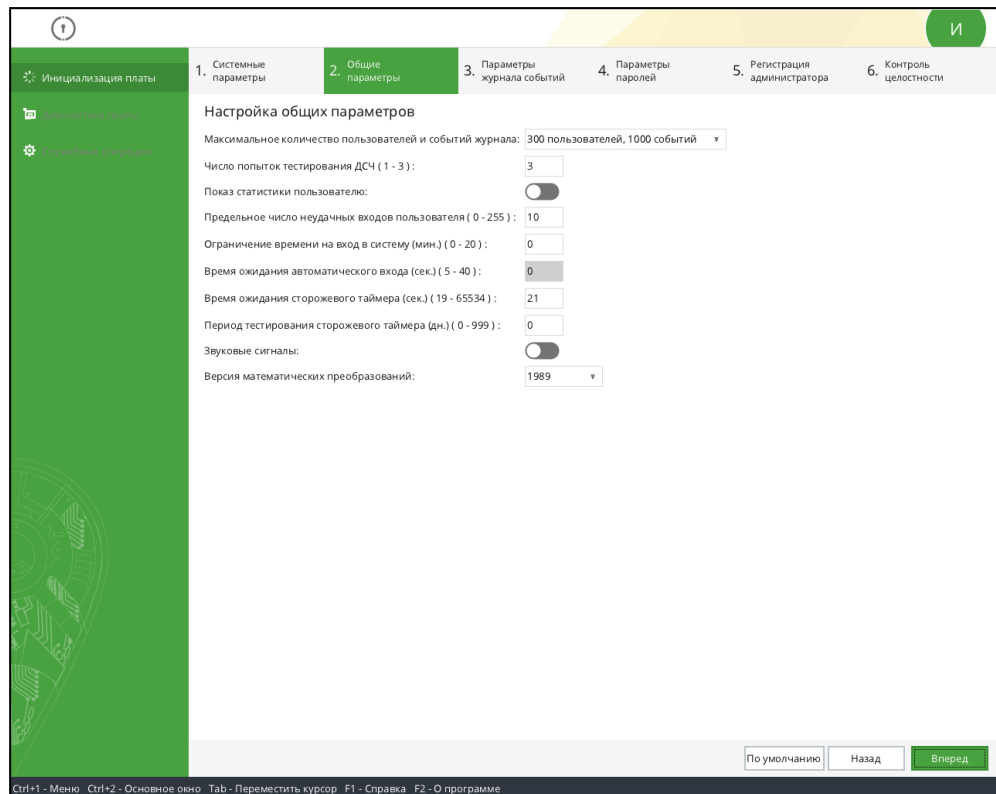 И
Инициализация платы
1. Системные параметры
2. Общие параметры
3. Параметры журнала событий
4. Параметры паролей
5. Регистрация администратора
6. Контроль целостности
Настройка общих параметров
Максимальное количество пользователей и событий журнала: 300 пользователей, 1000 событий
Число попыток тестирования ДСЧ ( 1 - 3 ) : 3
Показ статистики пользователю:
Предельное число неудачных входов пользователя ( 0 - 255 ) : 10
Ограничение времени на вход в систему (мин.) ( 0 - 20 ) : 0
Время ожидания автоматического входа (сек.) ( 5 - 40 ) : 0
Время ожидания сторожевого таймера (сек.) ( 19 - 65534 ) : 21
Период тестирования сторожевого таймера (дн.) ( 0 - 999 ) : 0
Звуковые сигналы:
Версия математических преобразований: 1989
По умолчанию Назад Вперед
Ctrl+1 - Меню Ctrl+2 - Основное окно Tab - Переместить курсор F1 - Справка F2 - О программе